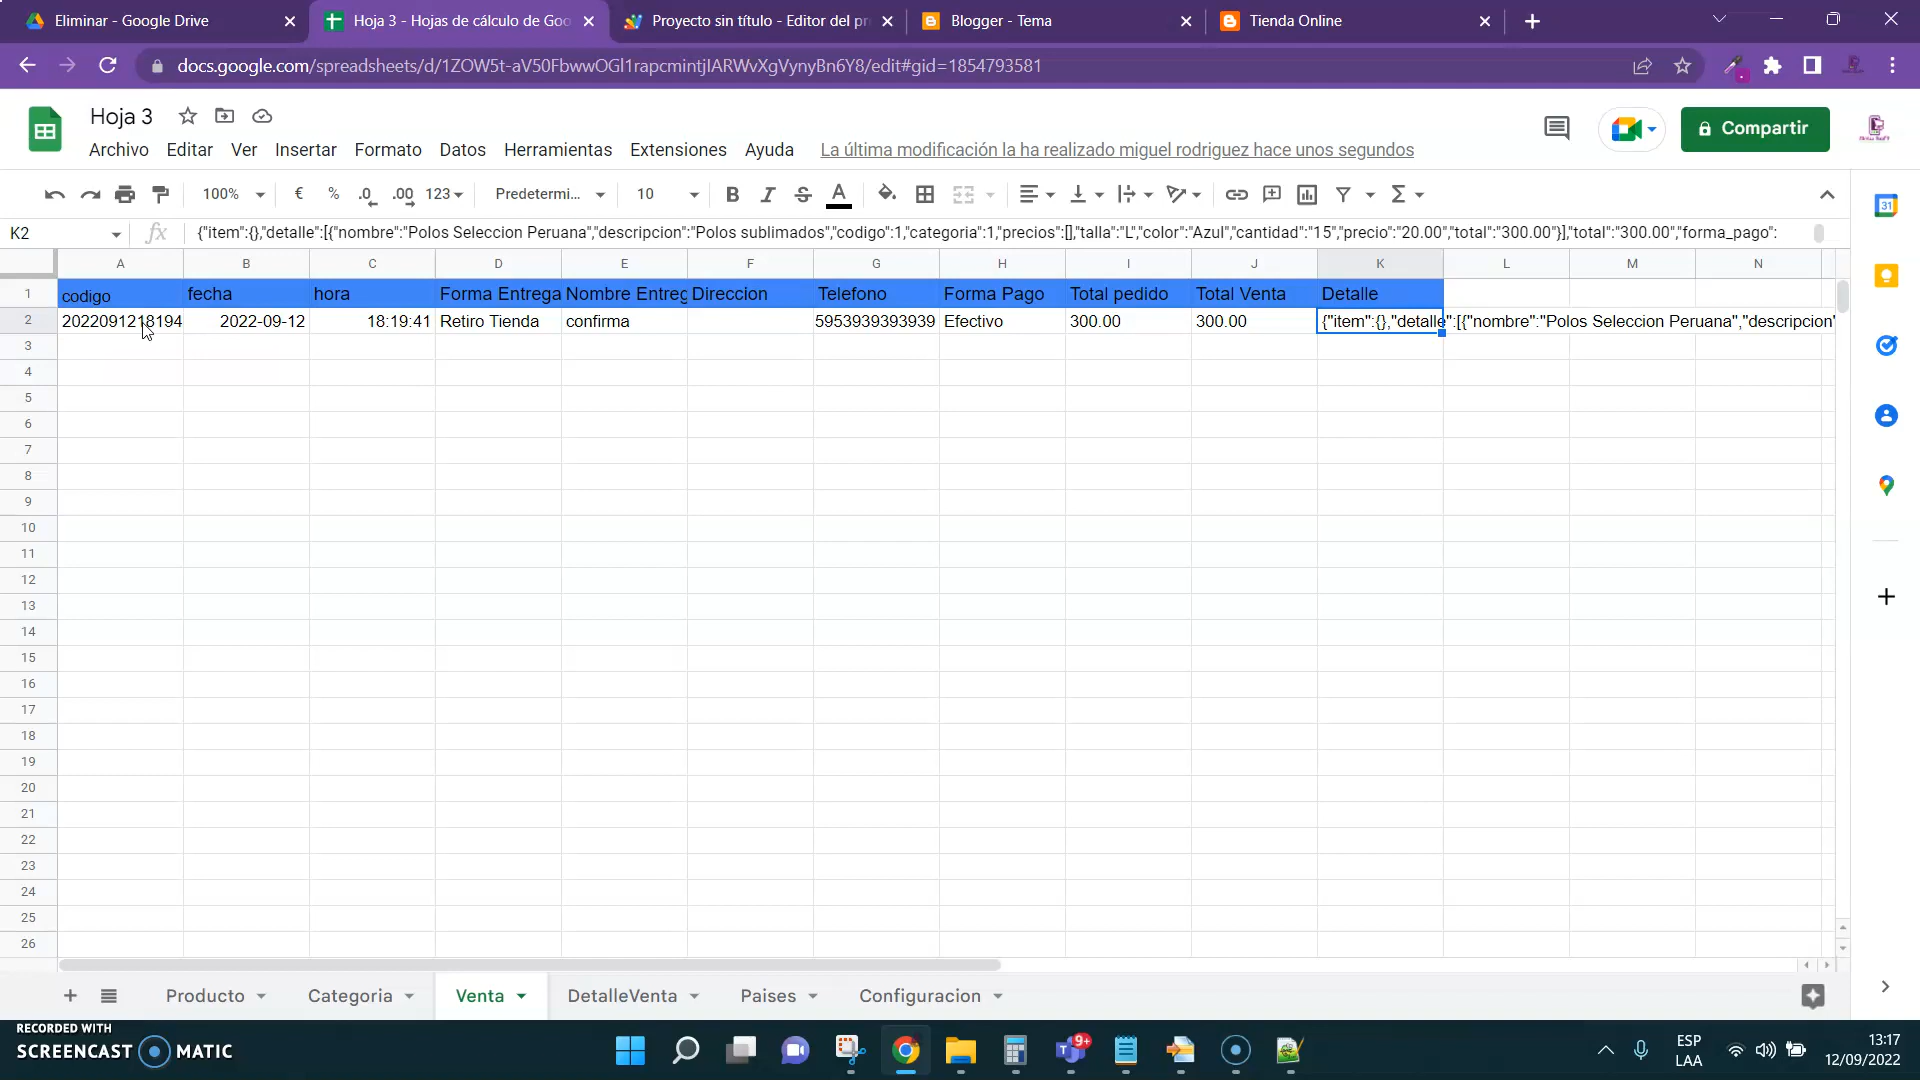 Eliminar - Google Drive
Hoja 3 - Hojas de cálculo de Goo
Proyecto sin título - Editor del pr
Blogger - Tema
Tienda Online
docs.google.com/spreadsheets/d/1ZOW5t-aV50FbwwOGl1rapcmintjlARWvXgVynyBn6Y8/edit#gid=1854793581
Hoja 3
Archivo Editar Ver Insertar Formato Datos Herramientas Extensiones Ayuda La última modificación la ha realizado miguel rodriguez hace unos segundos
Compartir
100% € % .0 .00 123 Predetermi... 10 B I S A
K2 fx {"item":{},"detalle":[{"nombre":"Polos Seleccion Peruana","descripcion":"Polos sublimados","codigo":1,"categoria":1,"precios":[],"talla":"L","color":"Azul","cantidad":"15","precio":"20.00","total":"300.00"}],"total":"300.00","forma_pago":
A B C D E F G H I J K L M N
1 codigo fecha hora Forma Entrega Nombre Entreg Direccion Telefono Forma Pago Total pedido Total Venta Detalle
2 2022091218194 2022-09-12 18:19:41 Retiro Tienda confirma 5953939393939 Efectivo 300.00 300.00 {"item":{},"detalle":[{"nombre":"Polos Seleccion Peruana","descripcion"
3
4
5
6
7
8
9
10
11
12
13
14
15
16
17
18
19
20
21
22
23
24
25
26
Producto Categoria Venta DetalleVenta Paises Configuracion
31
RECORDED WITH
SCREENCAST MATIC
9+
ESP
LAA
13:17
12/09/2022